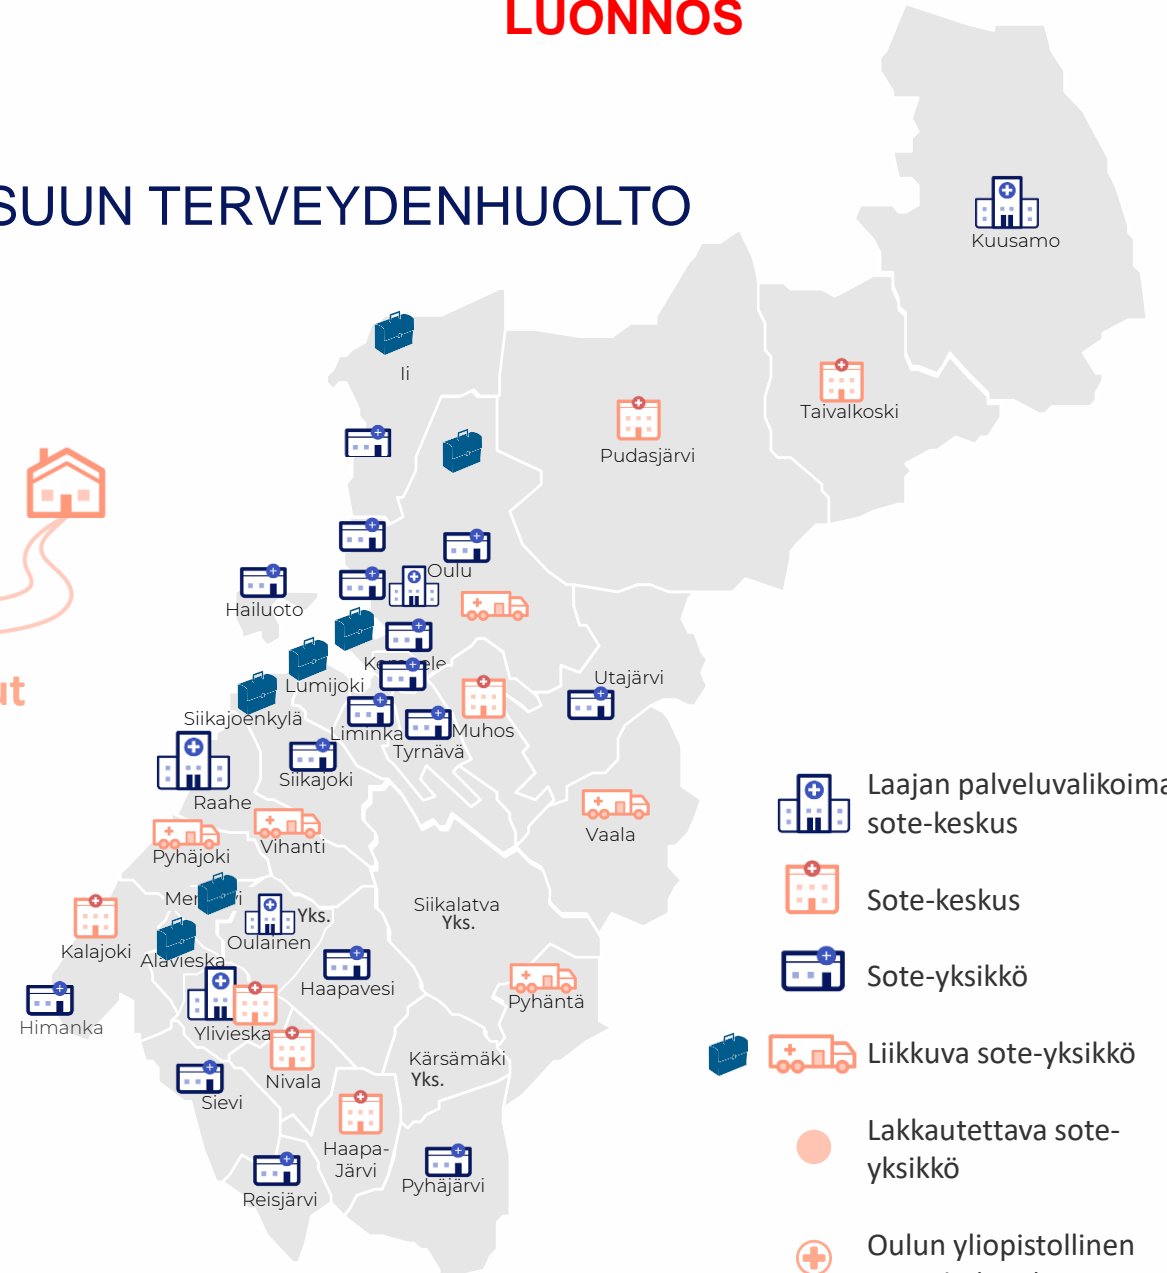 LUONNOS
SUUN TERVEYDENHUOLTO
Kuusamo
Ii
Taivalkoski
Pudasjärvi
Oulu
Hailuoto
Lumijoki
Utajärvi
Siikajoenkylä
Liminka
Muhos
Tyrnävä
Siikajoki
Raahe
Vaala
Vihanti
Pyhäjoki
Siikalatva
Yks.
Yks.
Oulainen
Kalajoki
Alavieska
Haapavesi
Pyhäntä
Himanka
Ylivieska
Kärsämäki
Yks.
Nivala
Sievi
Haapa-
Järvi
Pyhäjärvi
Reisjärvi
ut
Laajan palveluvalikoima
sote-keskus
Sote-keskus
Sote-yksikkö
Liikkuva sote-yksikkö
Lakkautettava sote-
yksikkö
Oulun yliopistollinen